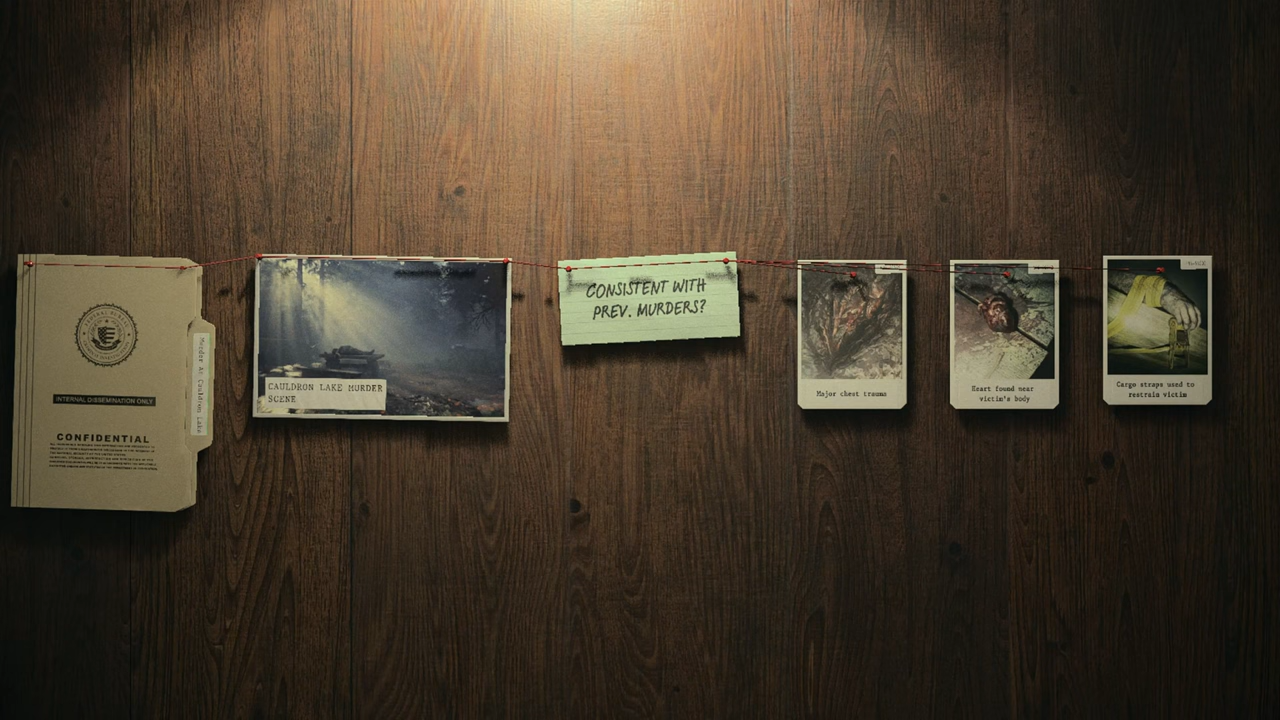 INTERNAL DISSEMINATION ONLY
CONFIDENTIAL
Murder At Cauldron Lake
CAULDRON LAKE MURDER
SCENE
CONSISTENT WITH
PREV. MURDERS?
Major chest trauma
Heart found near
victim's body
Cargo straps used to
restrain victim